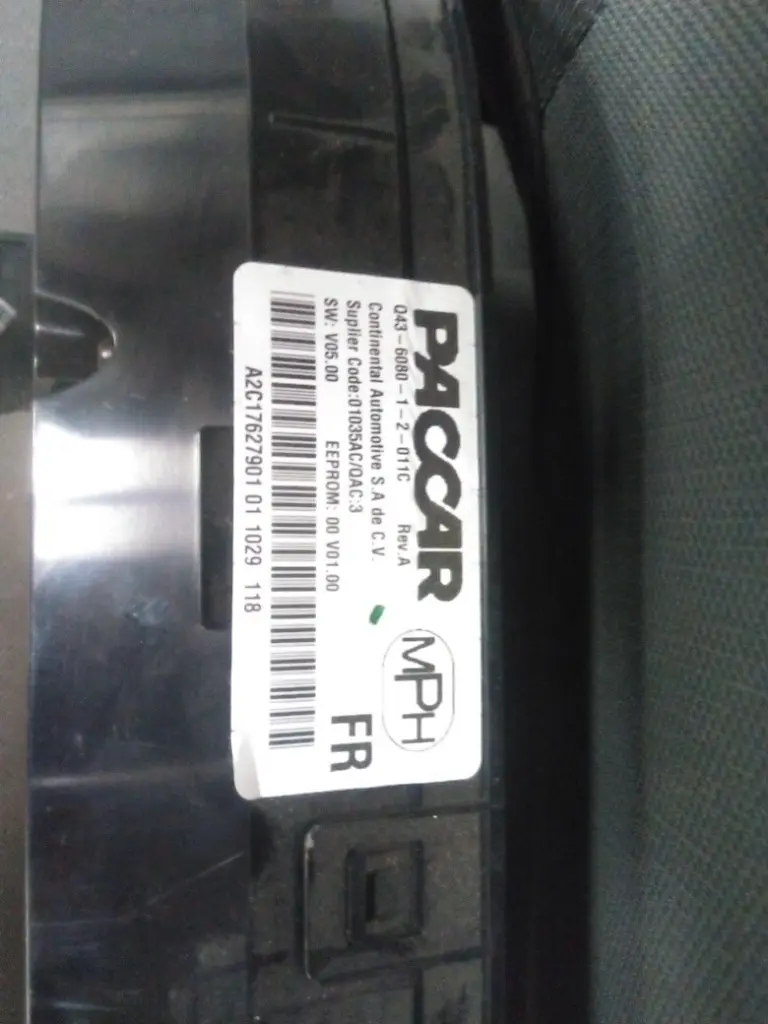 PACCAR
MPH
Q43-6080-1-2-011C Rev.A
Continental Automotive S.A de C.V.
Suplier Code:01035AC/QAC:3
SW: V05.00 EEPROM: 00 V01.00
FR
A2C17627901 01 1029 118